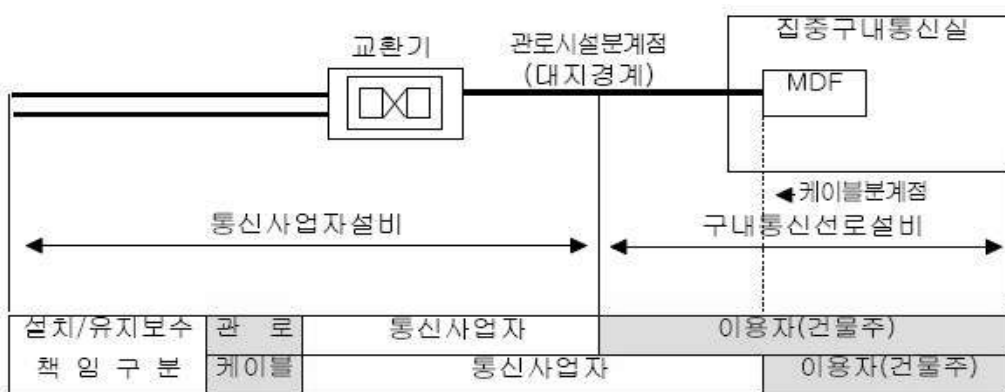 집중구내통신실
교환기
관로시설분계점
(대지경계)
MDF
케이블분계점
통신사업자설비
구내통신선로설비
설치/유지보수 관 로 통신사업자 이용자(건물주)
책 임 구 분 케이블 통신사업자 이용자(건물주)